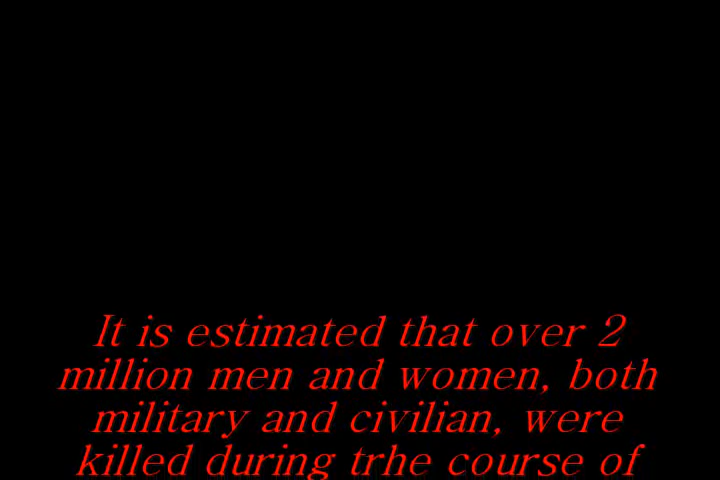 It is estimated that over 2
million men and women, both
military and civilian, were
killed during trhe course of